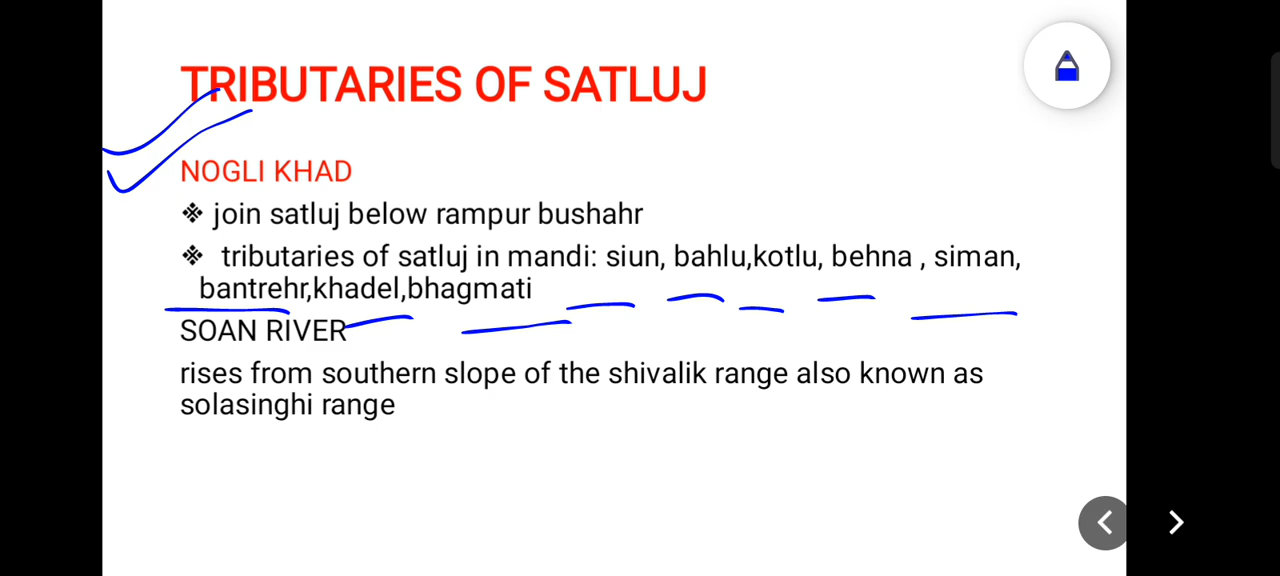 TRIBUTARIES OF SATLUJ
NOGLI KHAD
❖ join satluj below rampur bushahr
❖ tributaries of satluj in mandi: siun, bahlu,kotlu, behna , siman,
bantrehr,khadel,bhagmati
SOAN RIVER
rises from southern slope of the shivalik range also known as
solasinghi range